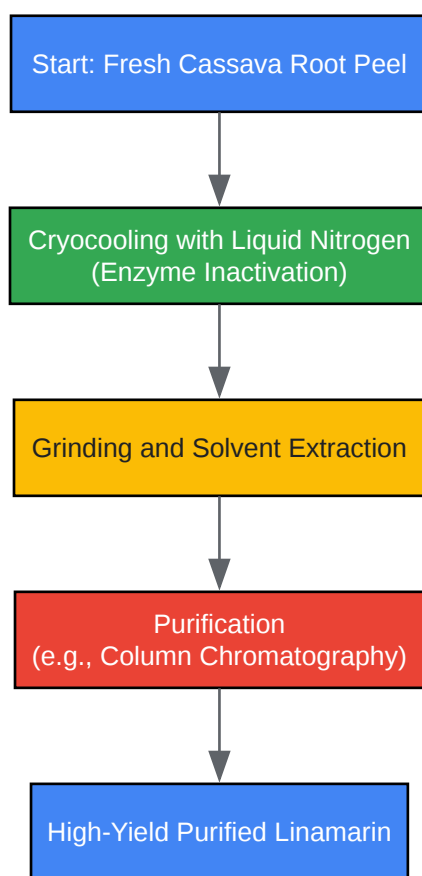 Start: Fresh Cassava Root Peel
Cryocooling with Liquid Nitrogen
(Enzyme Inactivation)
Grinding and Solvent Extraction
Purification
(e.g., Column Chromatography)
High-Yield Purified Linamarin